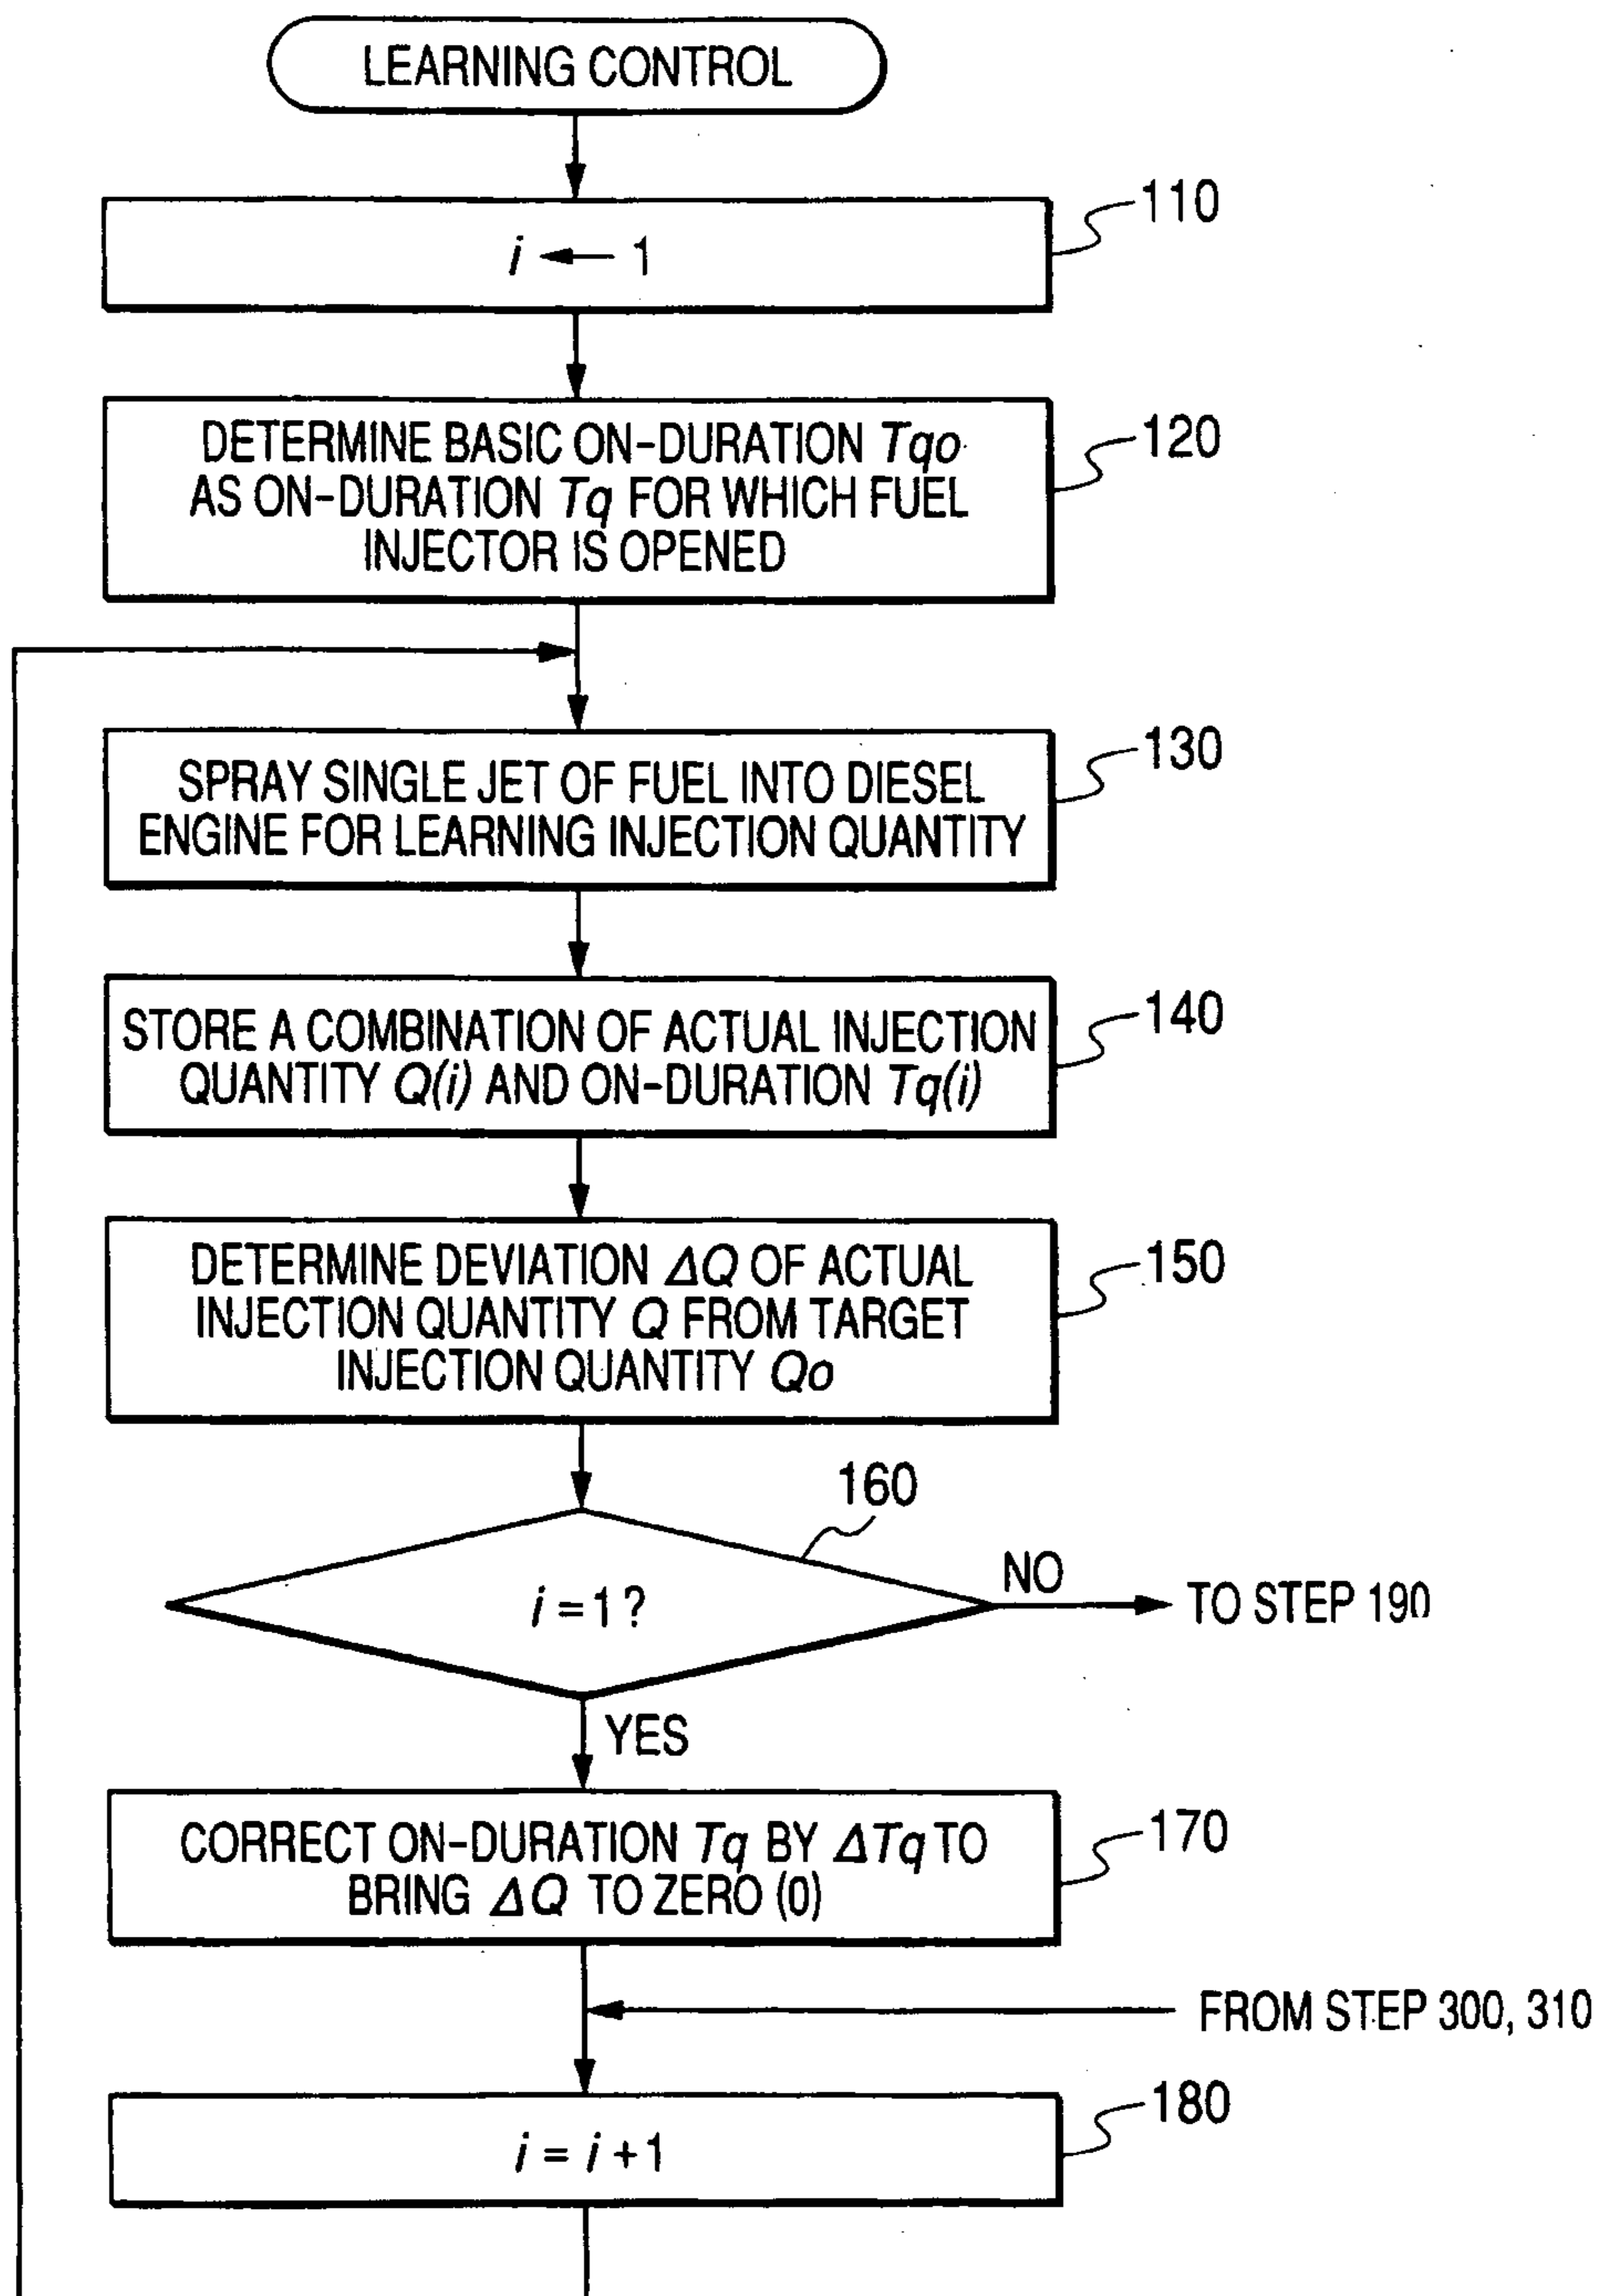 LEARNING CONTROL
110
i ← 1
120
DETERMINE BASIC ON-DURATION Tqo
AS ON-DURATION Tq FOR WHICH FUEL
INJECTOR IS OPENED
130
SPRAY SINGLE JET OF FUEL INTO DIESEL
ENGINE FOR LEARNING INJECTION QUANTITY
140
STORE A COMBINATION OF ACTUAL INJECTION
QUANTITY Q(i) AND ON-DURATION Tq(i)
150
DETERMINE DEVIATION ΔQ OF ACTUAL
INJECTION QUANTITY Q FROM TARGET
INJECTION QUANTITY Qo
160
i = 1 ?
NO
TO STEP 190
YES
170
CORRECT ON-DURATION Tq BY ΔTq TO
BRING ΔQ TO ZERO (0)
FROM STEP 300, 310
180
i = i + 1